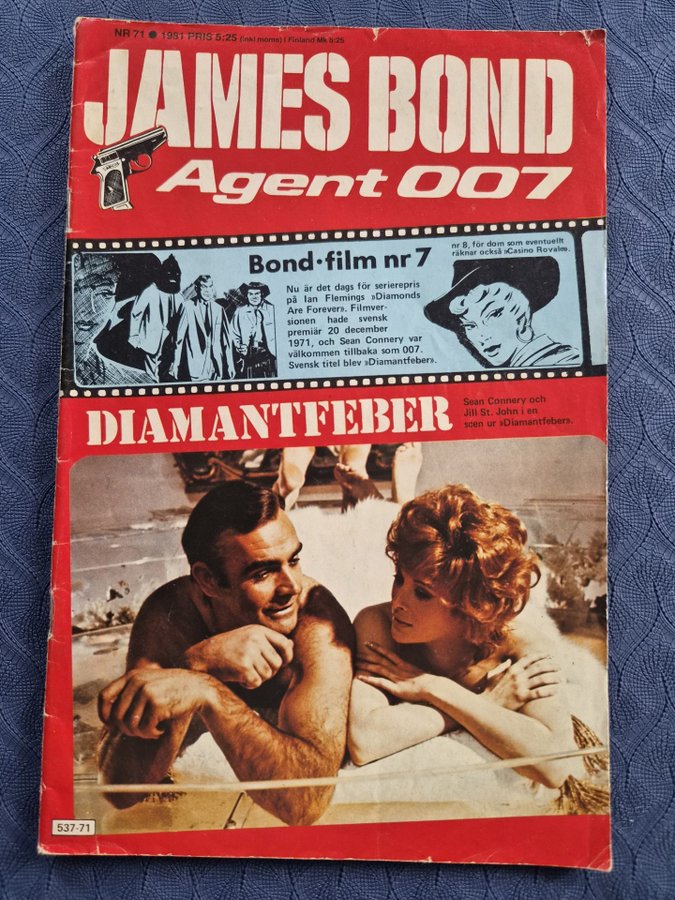 NR 71 ● 1981 PRIS 5:25 (inkl moms) i Finland Mk 5:25
JAMES BOND
Agent 007
Bond·film nr 7
nr 8, för dom som eventuellt
räknar också »Casino Royale».
Nu är det dags för serierepris
på Ian Flemings »Diamonds
Are Forever». Filmver-
sionen hade svensk
premiär 20 december
1971, och Sean Connery var
välkommen tillbaka som 007.
Svensk titel blev »Diamantfeber».
DIAMANTFEBER
Sean Connery och
Jill St. John i en
scen ur »Diamantfeber».
537-71